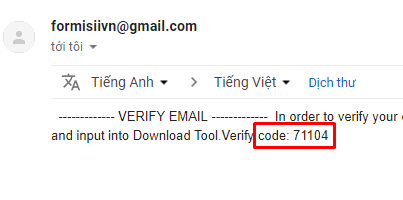 formisiivn@gmail.com
tới tôi
Tiếng Anh Tiếng Việt Dịch thư
------------- VERIFY EMAIL ------------- In order to verify your
and input into Download Tool.Verify code: 71104